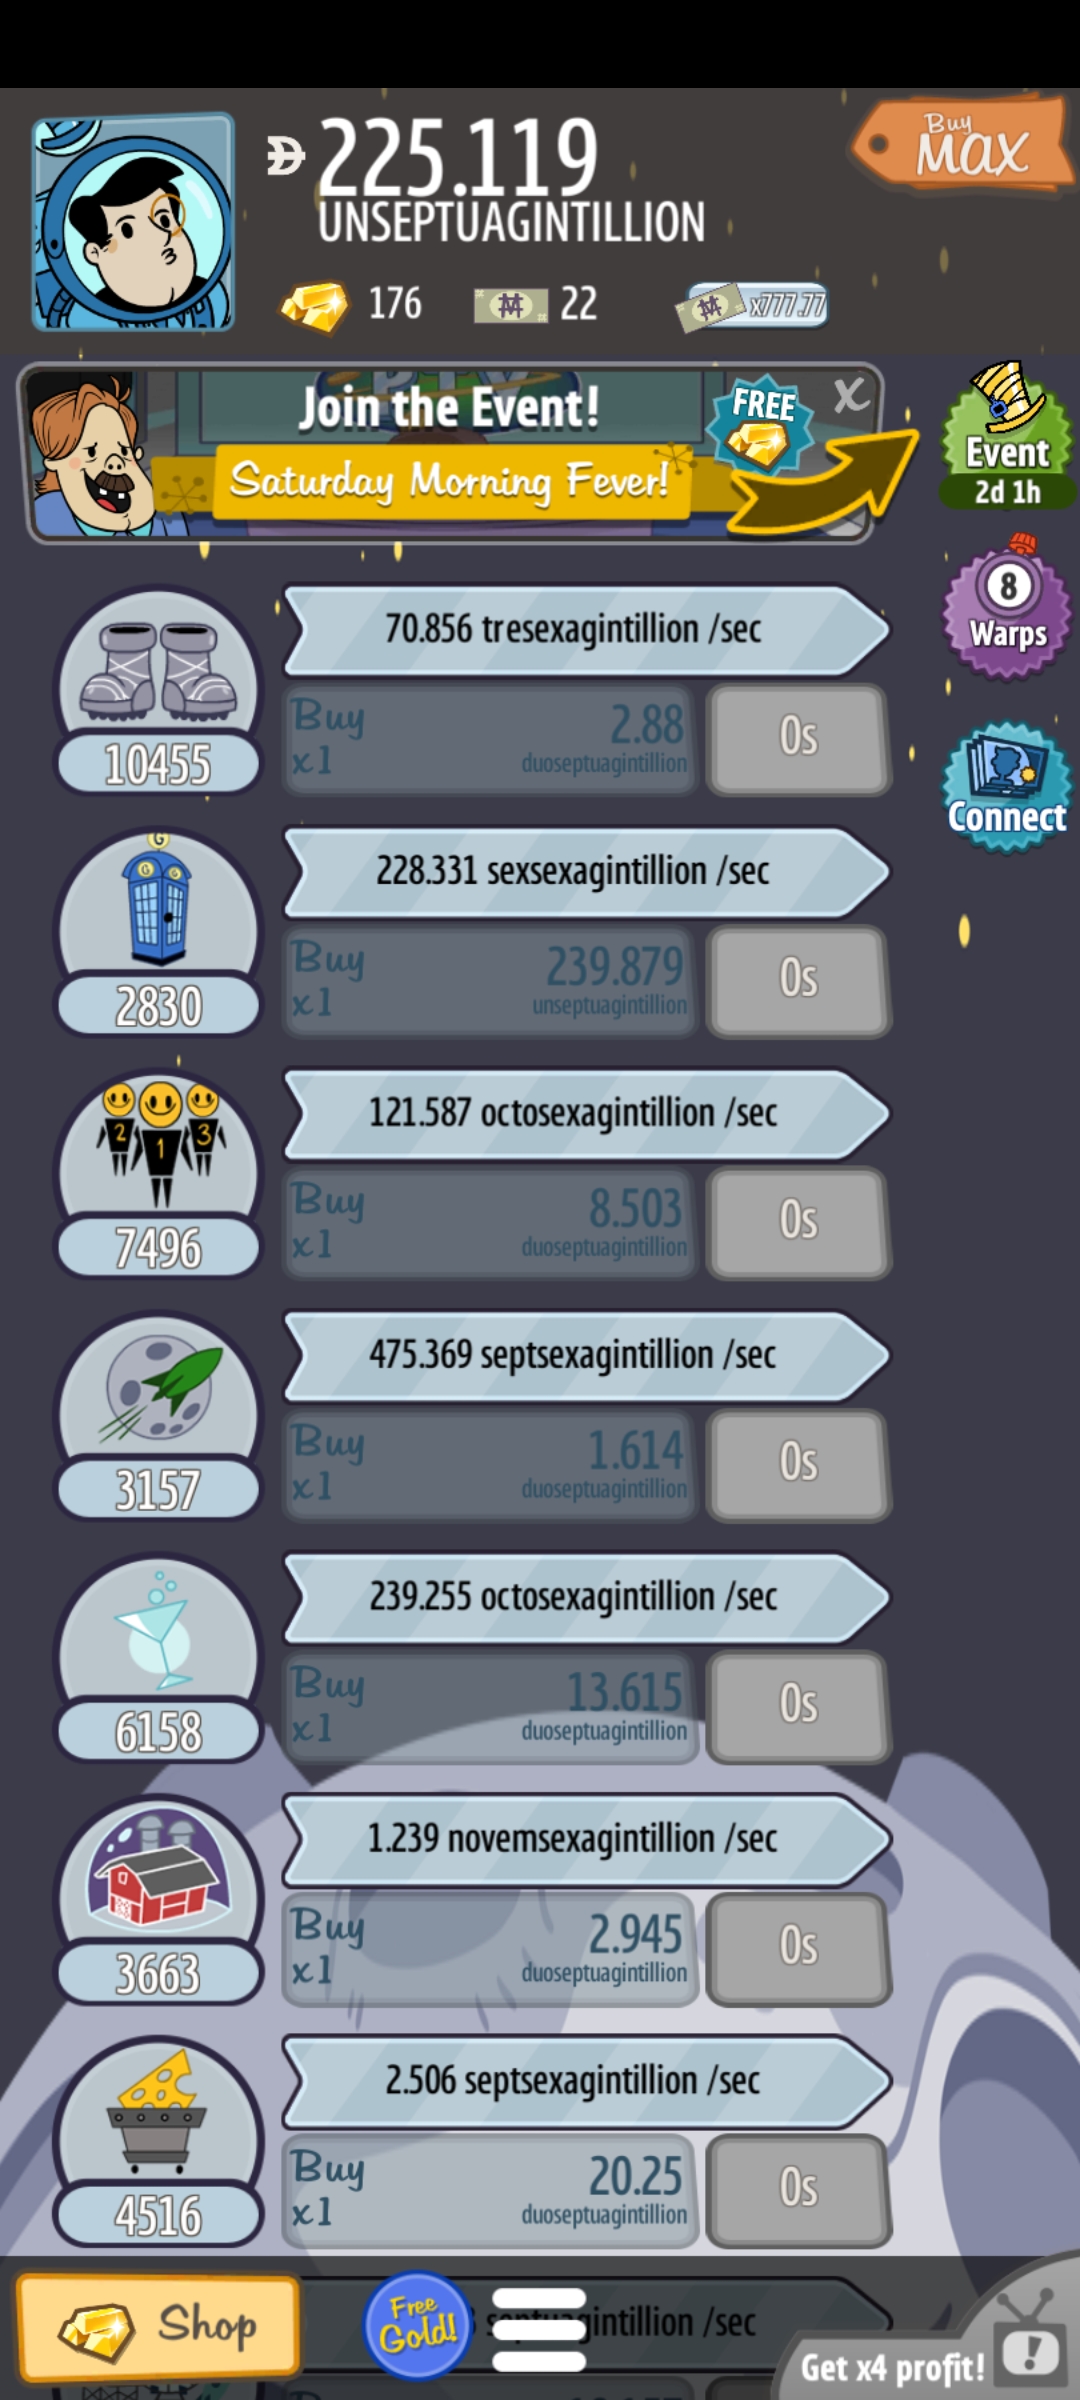 225.119
UNSEPTUAGINTILLION
Buy
MAX
176
22
x777.77
Join the Event!
Saturday Morning Fever!
FREE
X
Event
2d 1h
8
Warps
Connect
70.856 tresexagintillion /sec
10455
Buy
x1
2.88
duoseptuagintillion
0s
228.331 sexsexagintillion /sec
2830
Buy
x1
239.879
unseptuagintillion
0s
121.587 octosexagintillion /sec
2 1 3
7496
Buy
x1
8.503
duoseptuagintillion
0s
475.369 septsexagintillion /sec
3157
Buy
x1
1.614
duoseptuagintillion
0s
239.255 octosexagintillion /sec
6158
Buy
x1
13.615
duoseptuagintillion
0s
1.239 novemsexagintillion /sec
3663
Buy
x1
2.945
duoseptuagintillion
0s
2.506 septsexagintillion /sec
4516
Buy
x1
20.25
duoseptuagintillion
0s
Shop
Free
Gold!
/sec
Get x4 profit!